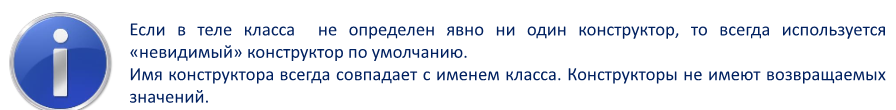 Если в теле класса не определен явно ни один конструктор, то всегда используется
«невидимый» конструктор по умолчанию.
Имя конструктора всегда совпадает с именем класса. Конструкторы не имеют возвращаемых
значений.